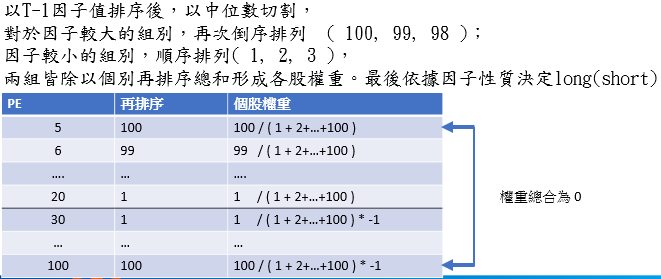 以T-1因子值排序後，以中位數切割，
對於因子較大的組別，再次倒序排列 ( 100, 99, 98 )；
因子較小的組別，順序排列( 1, 2, 3 )，
兩組皆除以個別再排序總和形成各股權重。最後依據因子性質決定long(short)
PE 再排序 個股權重
5 100 100 / ( 1 + 2+…+100 )
6 99 99 / ( 1 + 2+…+100 )
…. … ….
20 1 1 / ( 1 + 2+…+100 )
30 1 1 / ( 1 + 2+…+100 ) * -1
… … …
100 100 100 / ( 1 + 2+…+100 ) * -1
權重總合為 0